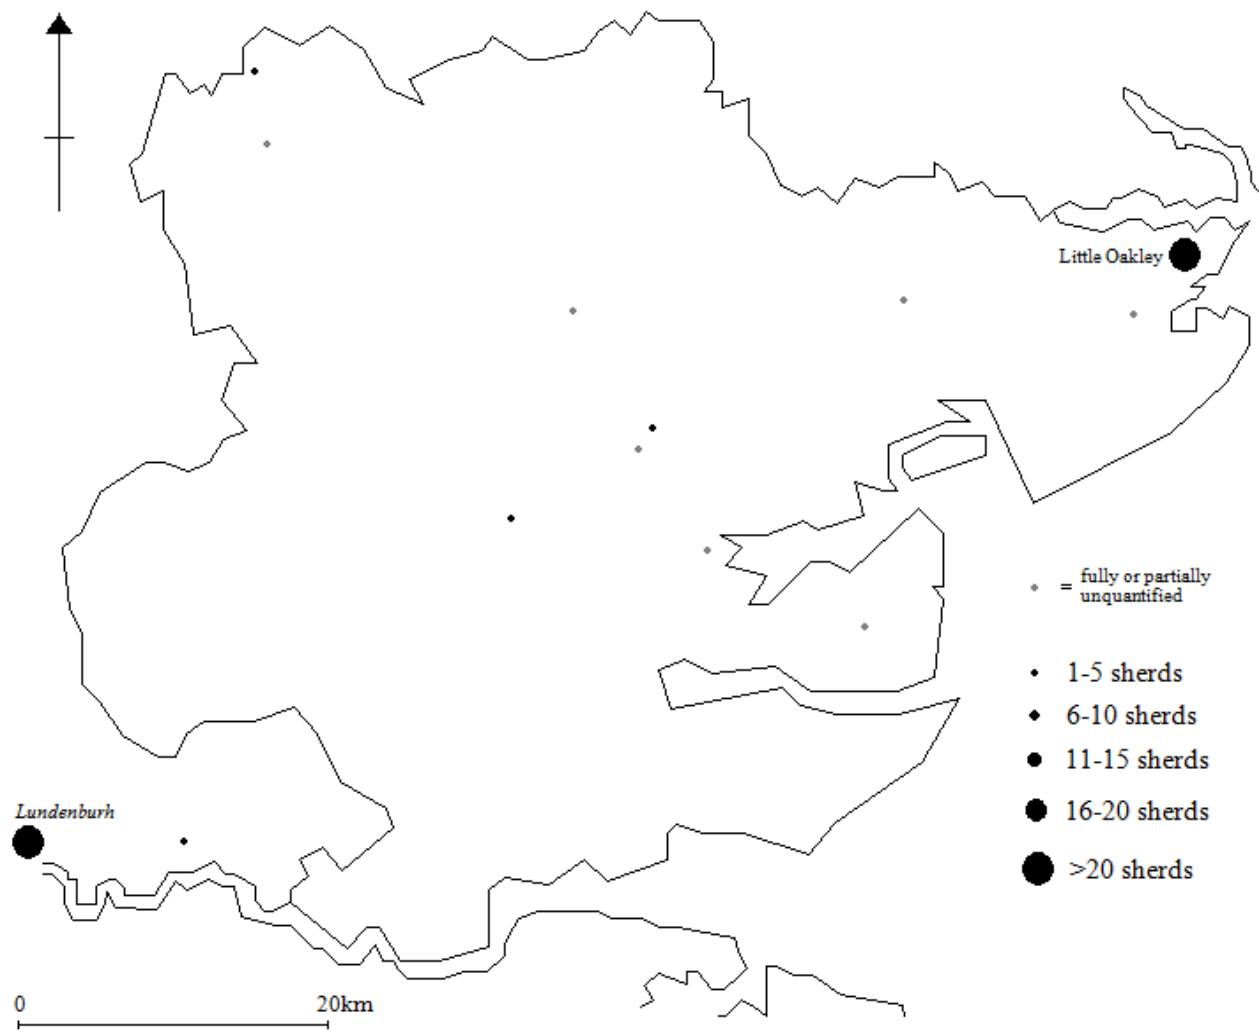 Little Oakley
= fully or partially
unquantified
1-5 sherds
6-10 sherds
11-15 sherds
16-20 sherds
>20 sherds
Lundenburh
0 20km